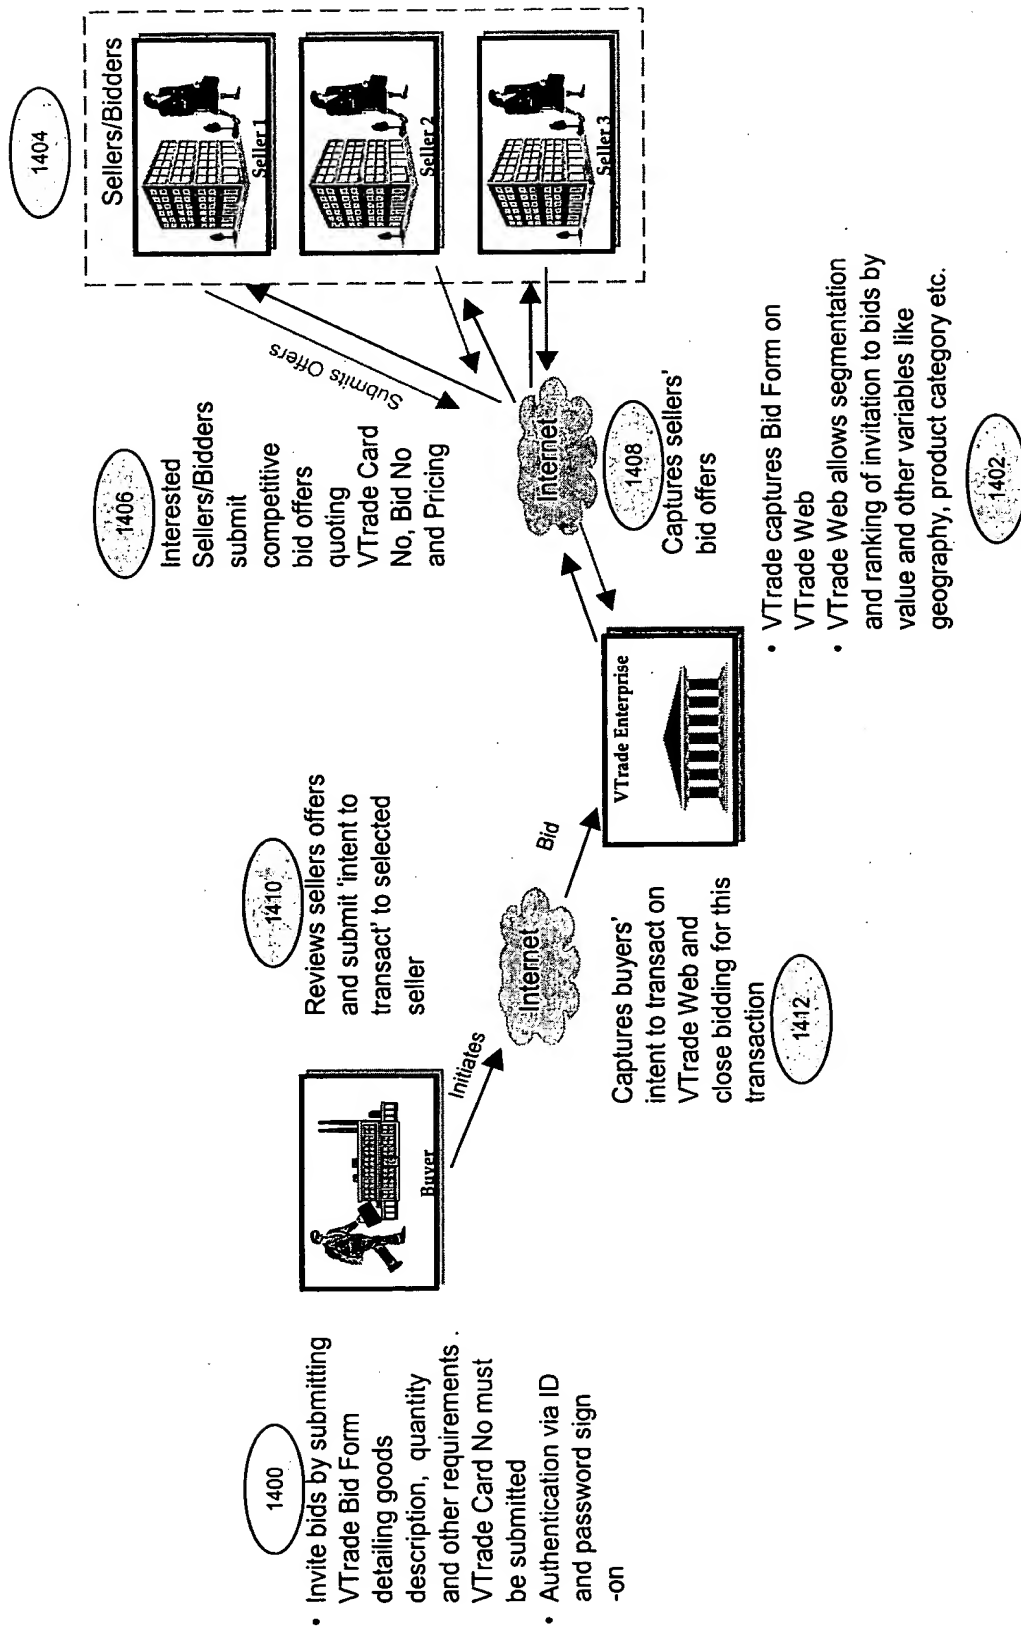 1400
• Invite bids by submitting
VTrade Bid Form
detailing goods
description, quantity
and other requirements .
VTrade Card No must
be submitted
• Authentication via ID
and password sign
-on
Buyer
Initiates
Internet
Bid
1410
Reviews sellers offers
and submit 'intent to
transact' to selected
seller
Captures buyers'
intent to transact on
VTrade Web and
close bidding for this
transaction
1412
VTrade Enterprise
1406
Interested
Sellers/Bidders
submit
competitive
bid offers
quoting
VTrade Card
No, Bid No
and Pricing
Submits Offers
Internet
1408
Captures sellers'
bid offers
• VTrade captures Bid Form on
VTrade Web
• VTrade Web allows segmentation
and ranking of invitation to bids by
value and other variables like
geography, product category etc.
1402
1404
Sellers/Bidders
Seller 1
Seller 2
Seller 3